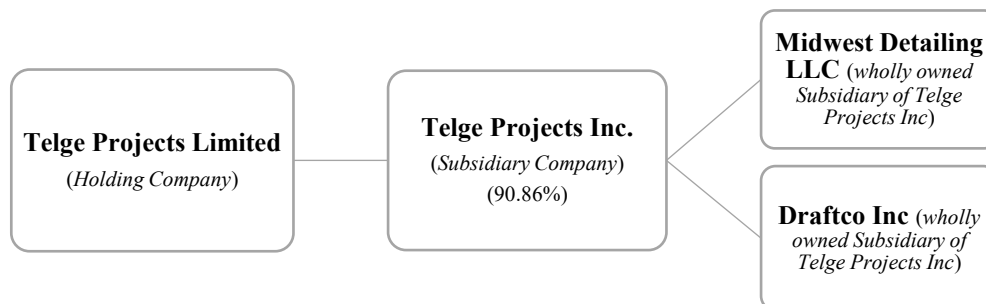 Telge Projects Limited
(Holding Company)
Telge Projects Inc.
(Subsidiary Company)
(90.86%)
Midwest Detailing
LLC (wholly owned
Subsidiary of Telge
Projects Inc)
Draftco Inc (wholly
owned Subsidiary of
Telge Projects Inc)